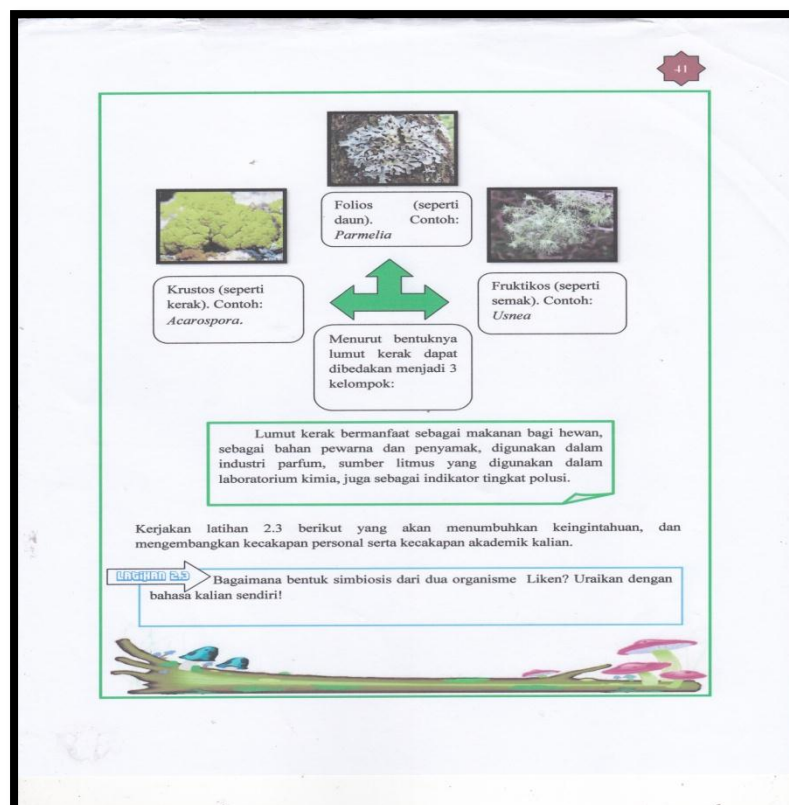 41
Folios (seperti
daun). Contoh:
Parmelia
Krustos (seperti
kerak). Contoh:
Acarospora.
Fruktikos (seperti
semak). Contoh:
Usnea
Menurut bentuknya
lumut kerak dapat
dibedakan menjadi 3
kelompok:
Lumut kerak bermanfaat sebagai makanan bagi hewan,
sebagai bahan pewarna dan penyamak, digunakan dalam
industri parfum, sumber litmus yang digunakan dalam
laboratorium kimia, juga sebagai indikator tingkat polusi.
Kerjakan latihan 2.3 berikut yang akan menumbuhkan keingintahuan, dan
mengembangkan kecakapan personal serta kecakapan akademik kalian.
LATIHAN 2.3
Bagaimana bentuk simbiosis dari dua organisme Liken? Uraikan dengan
bahasa kalian sendiri!